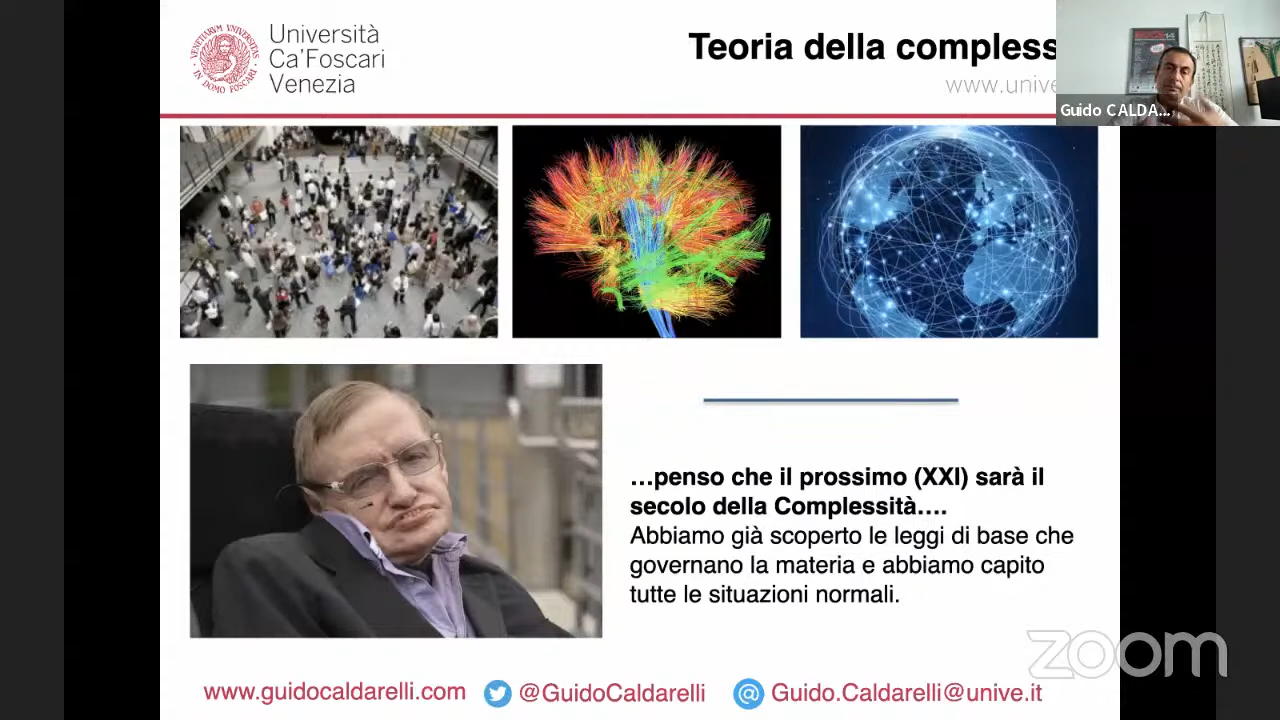 Università
Ca'Foscari
Venezia
Teoria della compless
www.unive
Guido CALDA...
…penso che il prossimo (XXI) sarà il
secolo della Complessità….
Abbiamo già scoperto le leggi di base che
governano la materia e abbiamo capito
tutte le situazioni normali.
zoom
www.guidocaldarelli.com @GuidoCaldarelli @ Guido.Caldarelli@unive.it